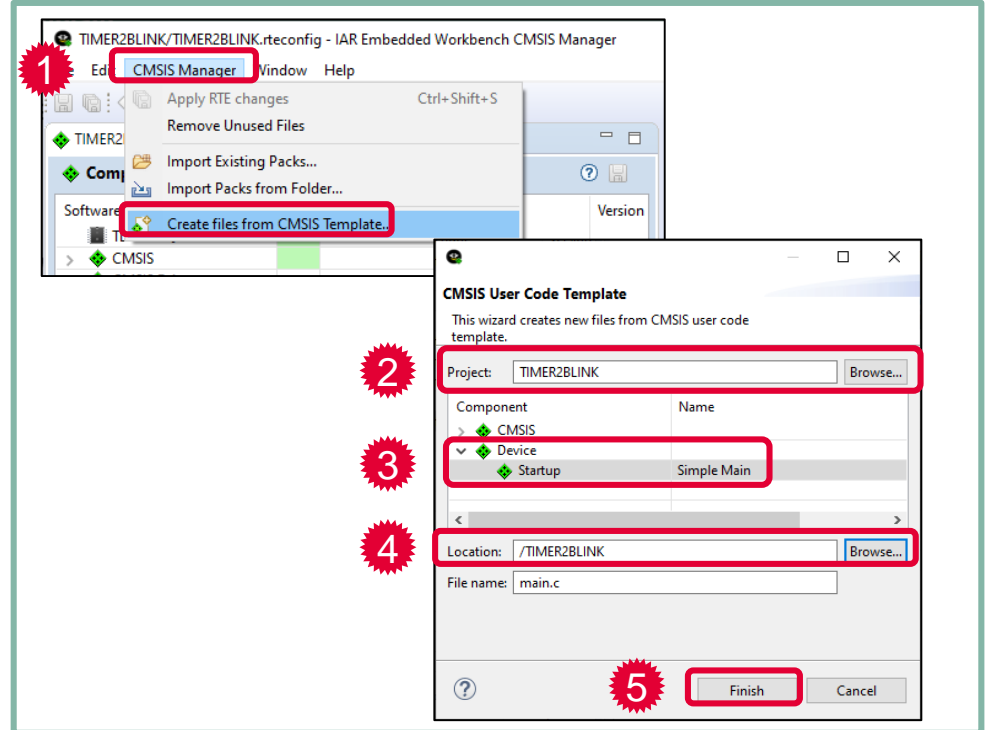 TIMER2BLINK/TIMER2BLINK.rteconfig - IAR Embedded Workbench CMSIS Manager
1
Edi CMSIS Manager Window Help
Apply RTE changes Ctrl+Shift+S
Remove Unused Files
TIMER2
Import Existing Packs...
Comp
Import Packs from Folder...
Software Version
Create files from CMSIS Template...
CMSIS
CMSIS User Code Template
This wizard creates new files from CMSIS user code
template.
2
Project: TIMER2BLINK Browse...
Component Name
CMSIS
3
Device
Startup Simple Main
4
Location: /TIMER2BLINK Browse...
File name: main.c
5
Finish Cancel